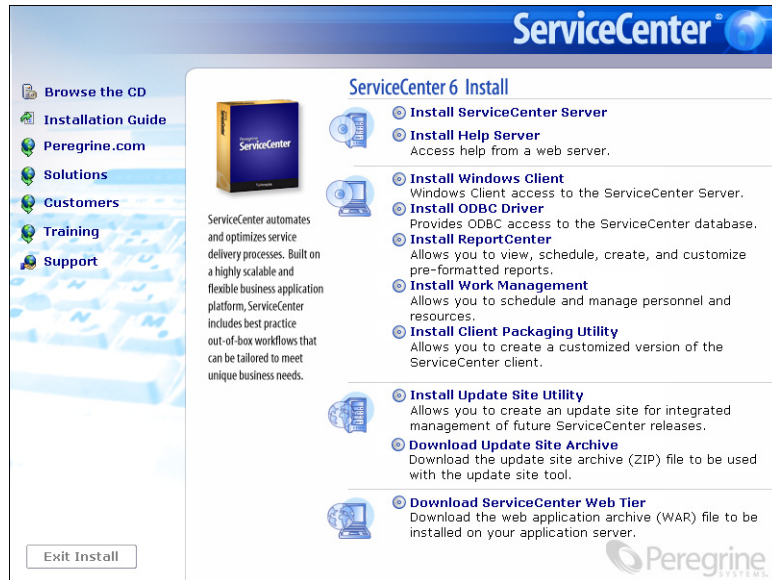 ServiceCenter® 6
Browse the CD
Installation Guide
Peregrine.com
Solutions
Customers
Training
Support
Peregrine
ServiceCenter
ServiceCenter automates
and optimizes service
delivery processes. Built on
a highly scalable and
flexible business application
platform, ServiceCenter
includes best practice
out-of-box workflows that
can be tailored to meet
unique business needs.
ServiceCenter 6 Install
Install ServiceCenter Server
Install Help Server
Access help from a web server.
Install Windows Client
Windows Client access to the ServiceCenter Server.
Install ODBC Driver
Provides ODBC access to the ServiceCenter database.
Install ReportCenter
Allows you to view, schedule, create, and customize
pre-formatted reports.
Install Work Management
Allows you to schedule and manage personnel and
resources.
Install Client Packaging Utility
Allows you to create a customized version of the
ServiceCenter client.
Install Update Site Utility
Allows you to create an update site for integrated
management of future ServiceCenter releases.
Download Update Site Archive
Download the update site archive (ZIP) file to be used
with the update site tool.
Download ServiceCenter Web Tier
Download the web application archive (WAR) file to be
installed on your application server.
Exit Install
Peregrine
SYSTEMS